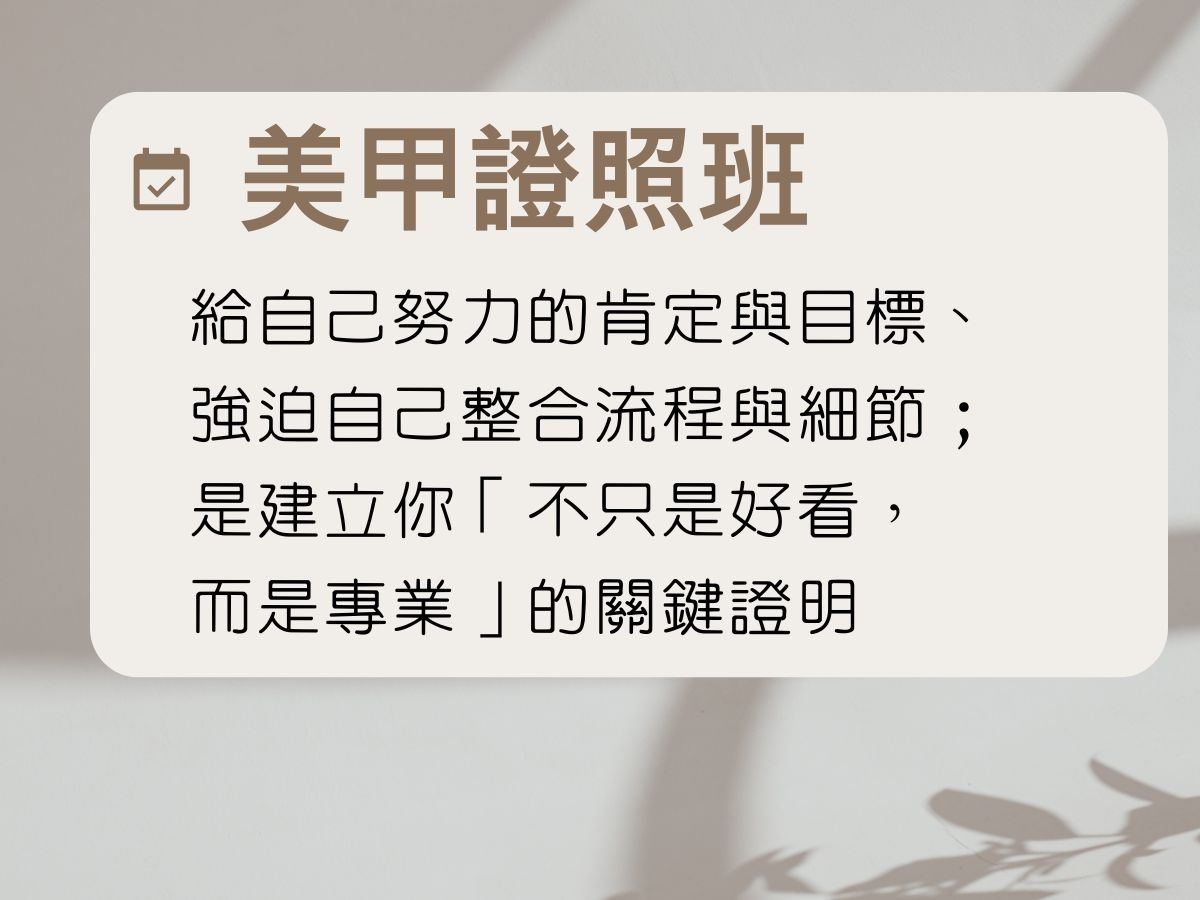 美甲證照班
給自己努力的肯定與目標、
強迫自己整合流程與細節；
是建立你「不只是好看，
而是專業」的關鍵證明